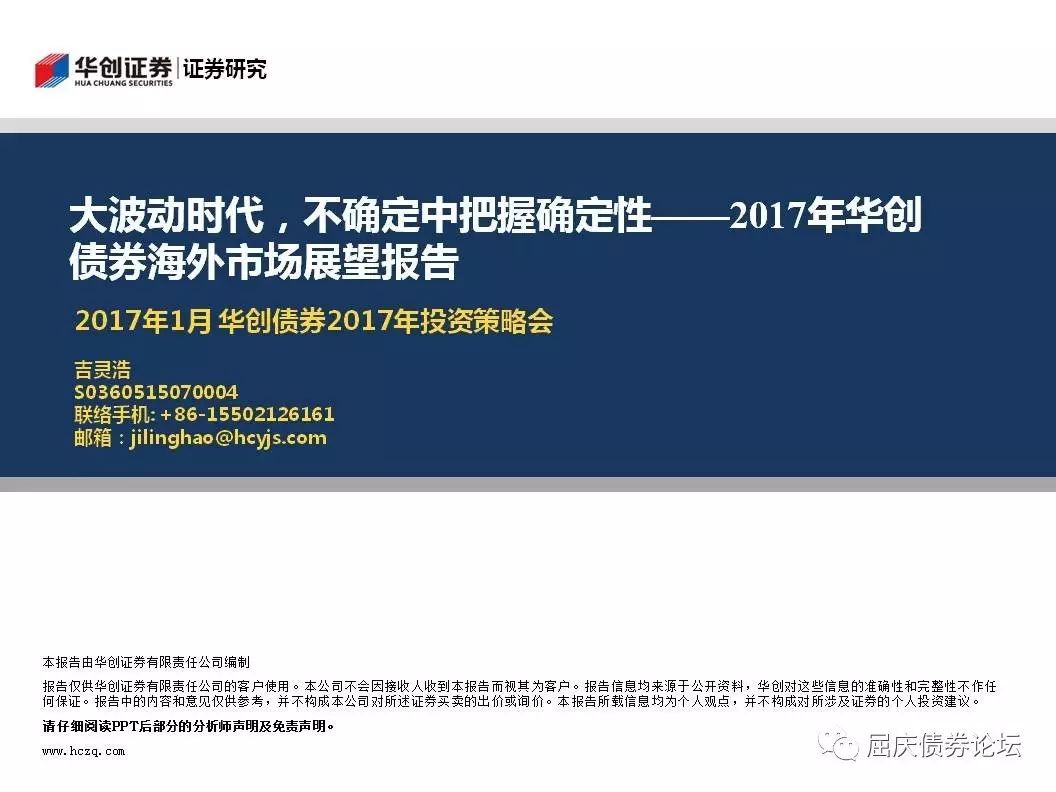 华创证券|证券研究
HUA CHUANG SECURITIES
大波动时代，不确定中把握确定性——2017年华创
债券海外市场展望报告
2017年1月 华创债券2017年投资策略会
吉灵浩
S0360515070004
联络手机: +86-15502126161
邮箱：jilinghao@hcyjs.com
本报告由华创证券有限责任公司编制
报告仅供华创证券有限责任公司的客户使用。本公司不会因接收人收到本报告而视其为客户。报告信息均来源于公开资料，华创对这些信息的准确性和完整性不作任
何保证。报告中的内容和意见仅供参考，并不构成本公司对所述证券买卖的出价或询价。本报告所载信息均为个人观点，并不构成对所涉及证券的个人投资建议。
请仔细阅读PPT后部分的分析师声明及免责声明。
www.hczq.com
屈庆债券论坛